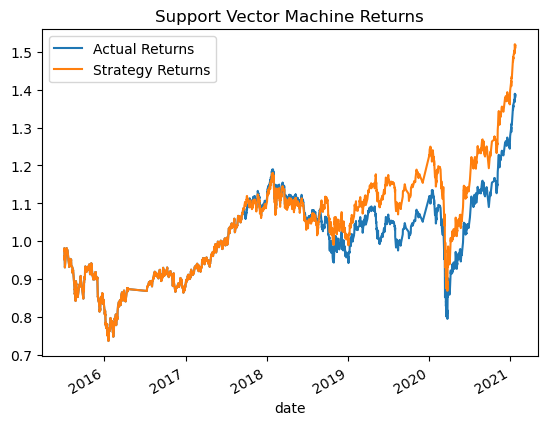 Support Vector Machine Returns
Actual Returns
Strategy Returns
1.5
1.4
1.3
1.2
1.1
1.0
0.9
0.8
0.7
2016 2017 2018 2019 2020 2021
date